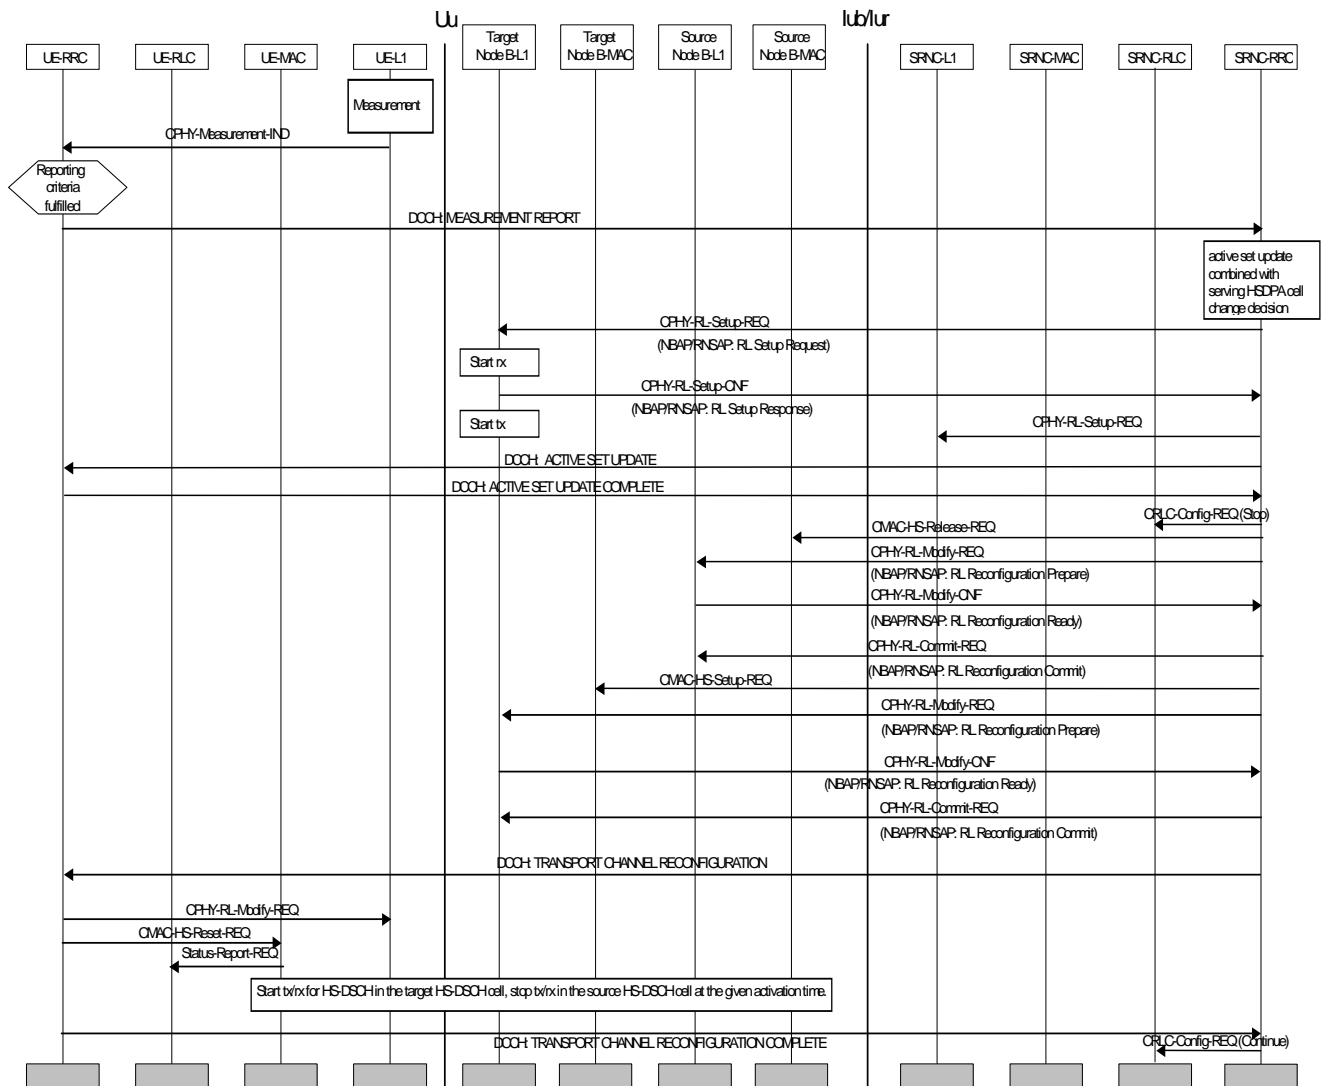 Uu
Iub/Iur
UE-RRC
UE-RLC
UE-MAC
UE-L1
Target
Node B-L1
Target
Node B-MAC
Source
Node B-L1
Source
Node B-MAC
SRNC-L1
SRNC-MAC
SRNC-RLC
SRNC-RRC
Measurement
CPHY-Measurement-IND
Reporting
criteria
fulfilled
DCCH: MEASUREMENT REPORT
active set update
combined with
serving HSDPA cell
change decision
CPHY-RL-Setup-REQ
(NBAP/RNSAP: RL Setup Request)
Start rx
CPHY-RL-Setup-CNF
(NBAP/RNSAP: RL Setup Response)
Start tx
CPHY-RL-Setup-REQ
DCCH: ACTIVE SET UPDATE
DCCH: ACTIVE SET UPDATE COMPLETE
CRLC-Config-REQ (Stop)
CMAC-HS-Release-REQ
CPHY-RL-Modify-REQ
(NBAP/RNSAP: RL Reconfiguration Prepare)
CPHY-RL-Modify-CNF
(NBAP/RNSAP: RL Reconfiguration Ready)
CPHY-RL-Commit-REQ
(NBAP/RNSAP: RL Reconfiguration Commit)
CMAC-HS-Setup-REQ
CPHY-RL-Modify-REQ
(NBAP/RNSAP: RL Reconfiguration Prepare)
CPHY-RL-Modify-CNF
(NBAP/RNSAP: RL Reconfiguration Ready)
CPHY-RL-Commit-REQ
(NBAP/RNSAP: RL Reconfiguration Commit)
DCCH: TRANSPORT CHANNEL RECONFIGURATION
CPHY-RL-Modify-REQ
CMAC-HS-Reset-REQ
Status-Report-REQ
Start tx/rx for HS-DSCH in the target HS-DSCH cell, stop tx/rx in the source HS-DSCH cell at the given activation time.
DCCH: TRANSPORT CHANNEL RECONFIGURATION COMPLETE
CRLC-Config-REQ (Continue)